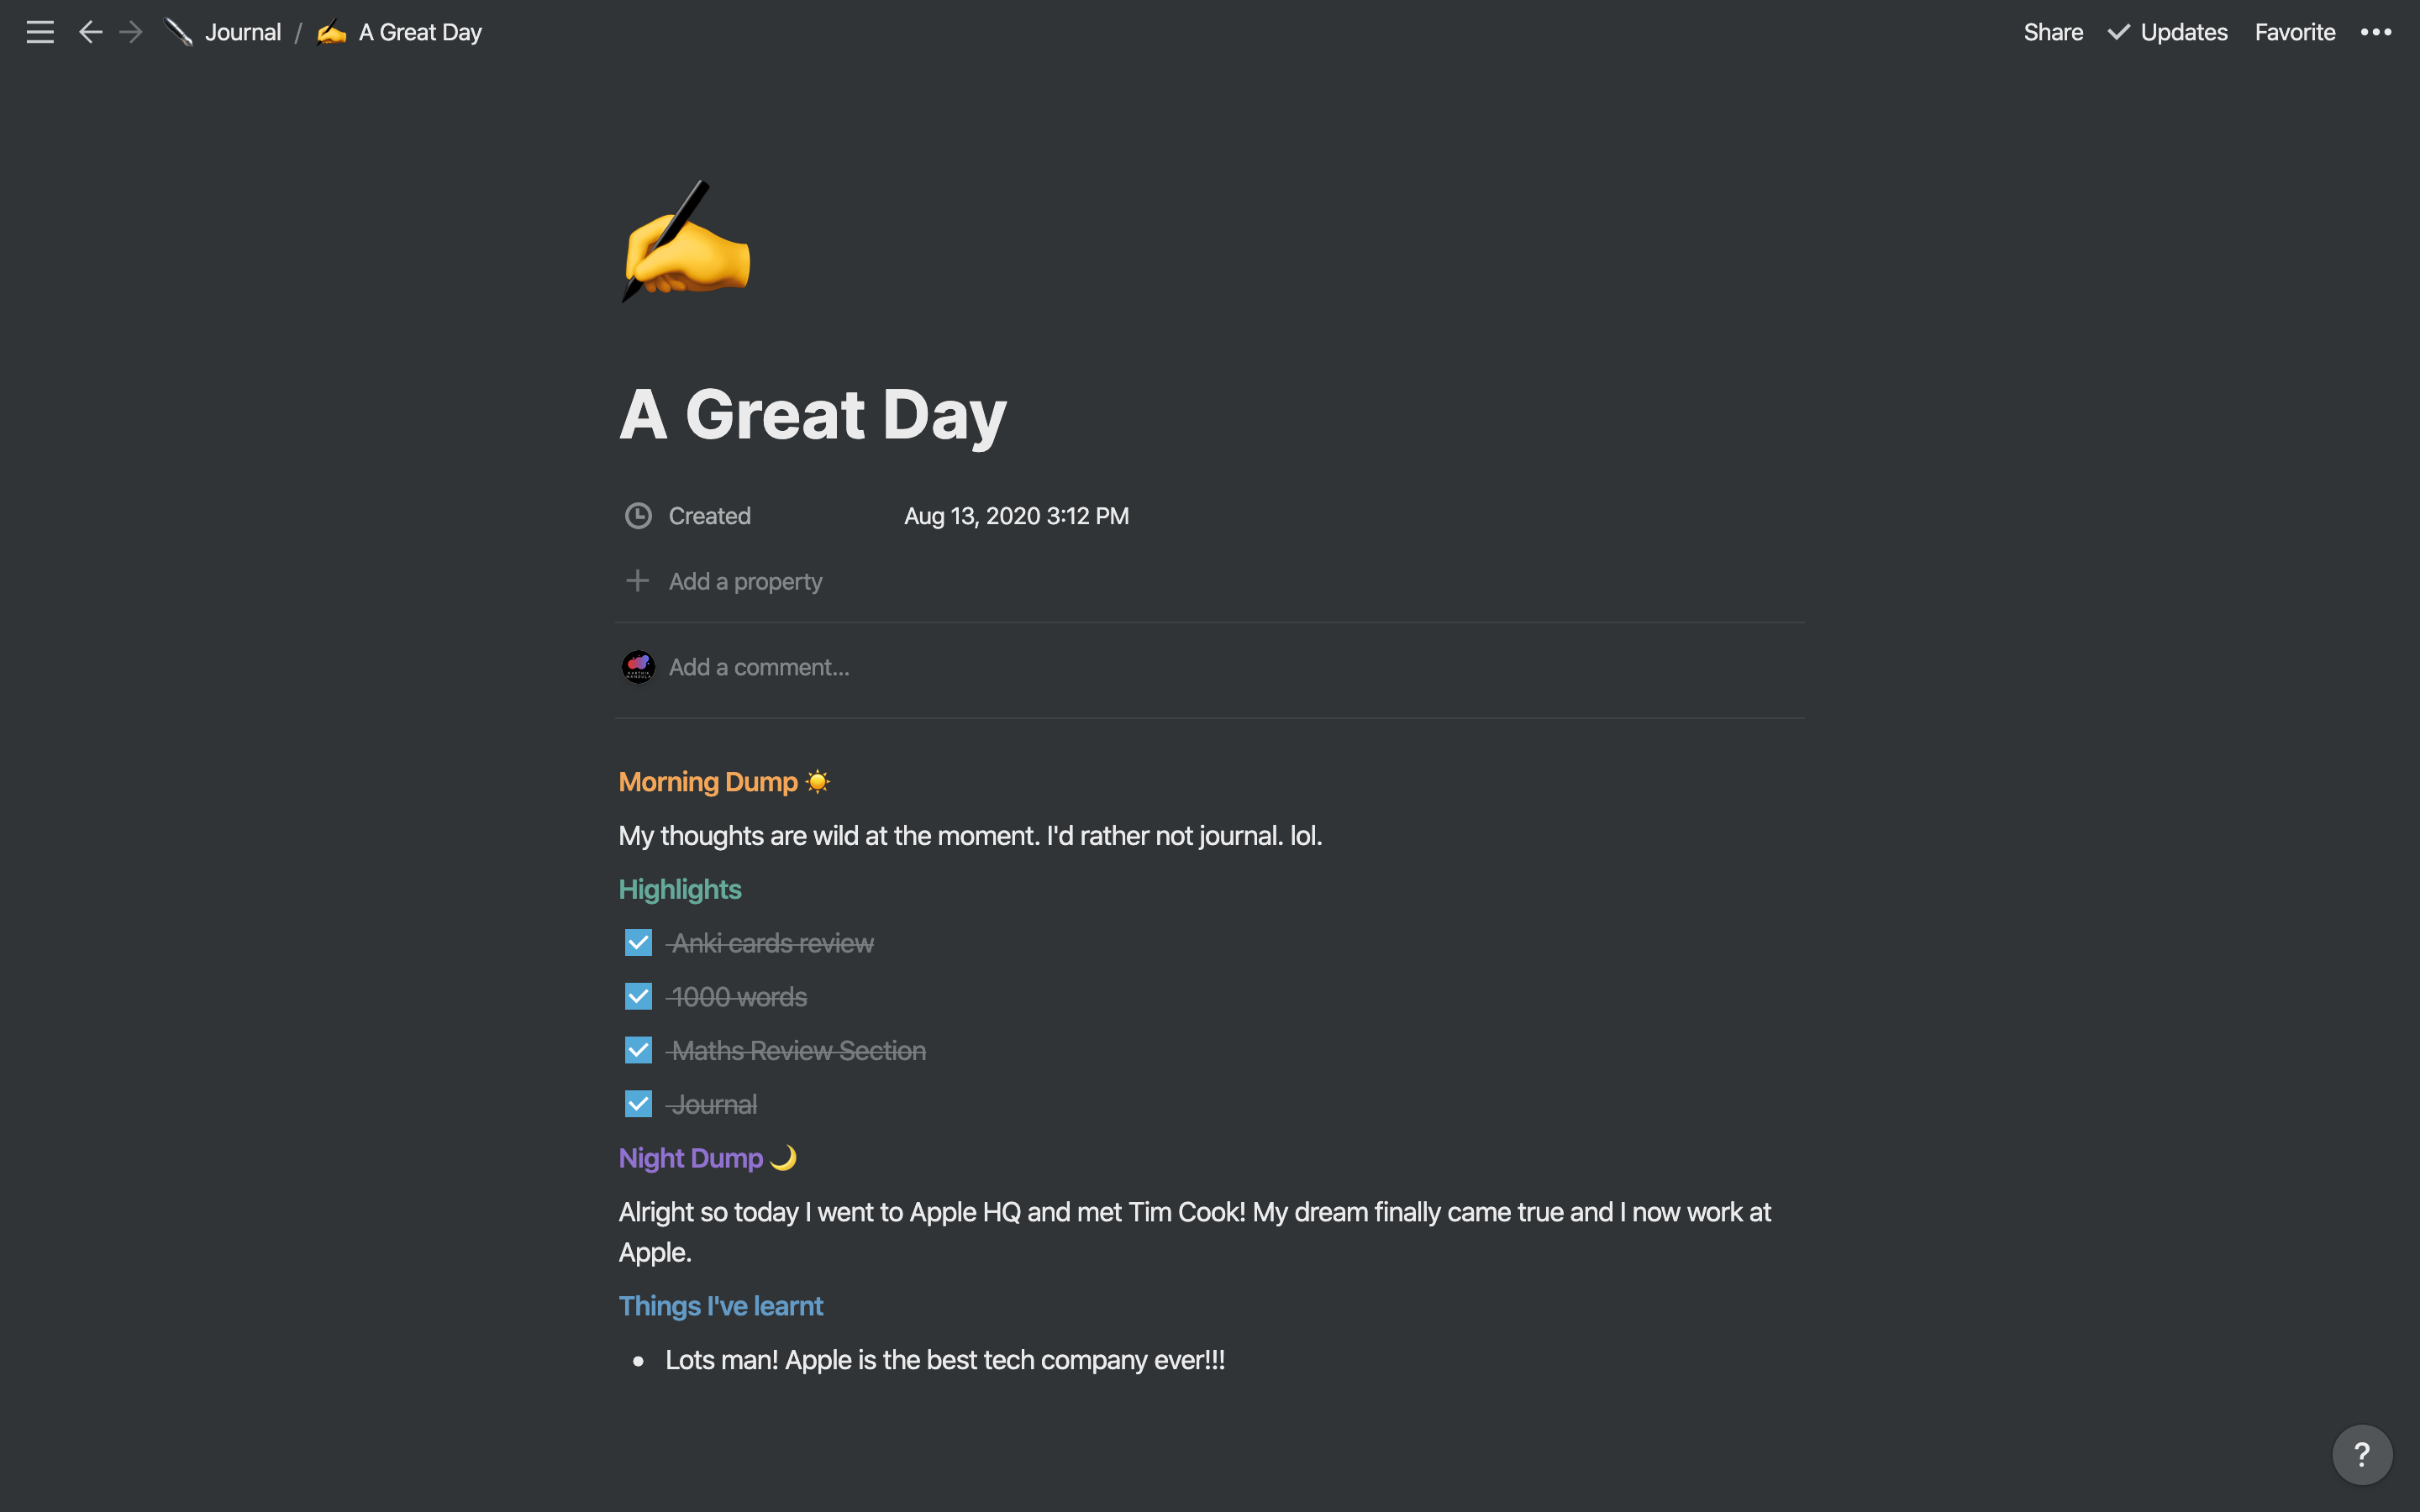 Journal / A Great Day
Share Updates Favorite
A Great Day
Created Aug 13, 2020 3:12 PM
Add a property
Add a comment...
Morning Dump ☀️
My thoughts are wild at the moment. I'd rather not journal. lol.
Highlights
Anki cards review
1000 words
Maths Review Section
Journal
Night Dump 🌙
Alright so today I went to Apple HQ and met Tim Cook! My dream finally came true and I now work at
Apple.
Things I've learnt
• Lots man! Apple is the best tech company ever!!!
?